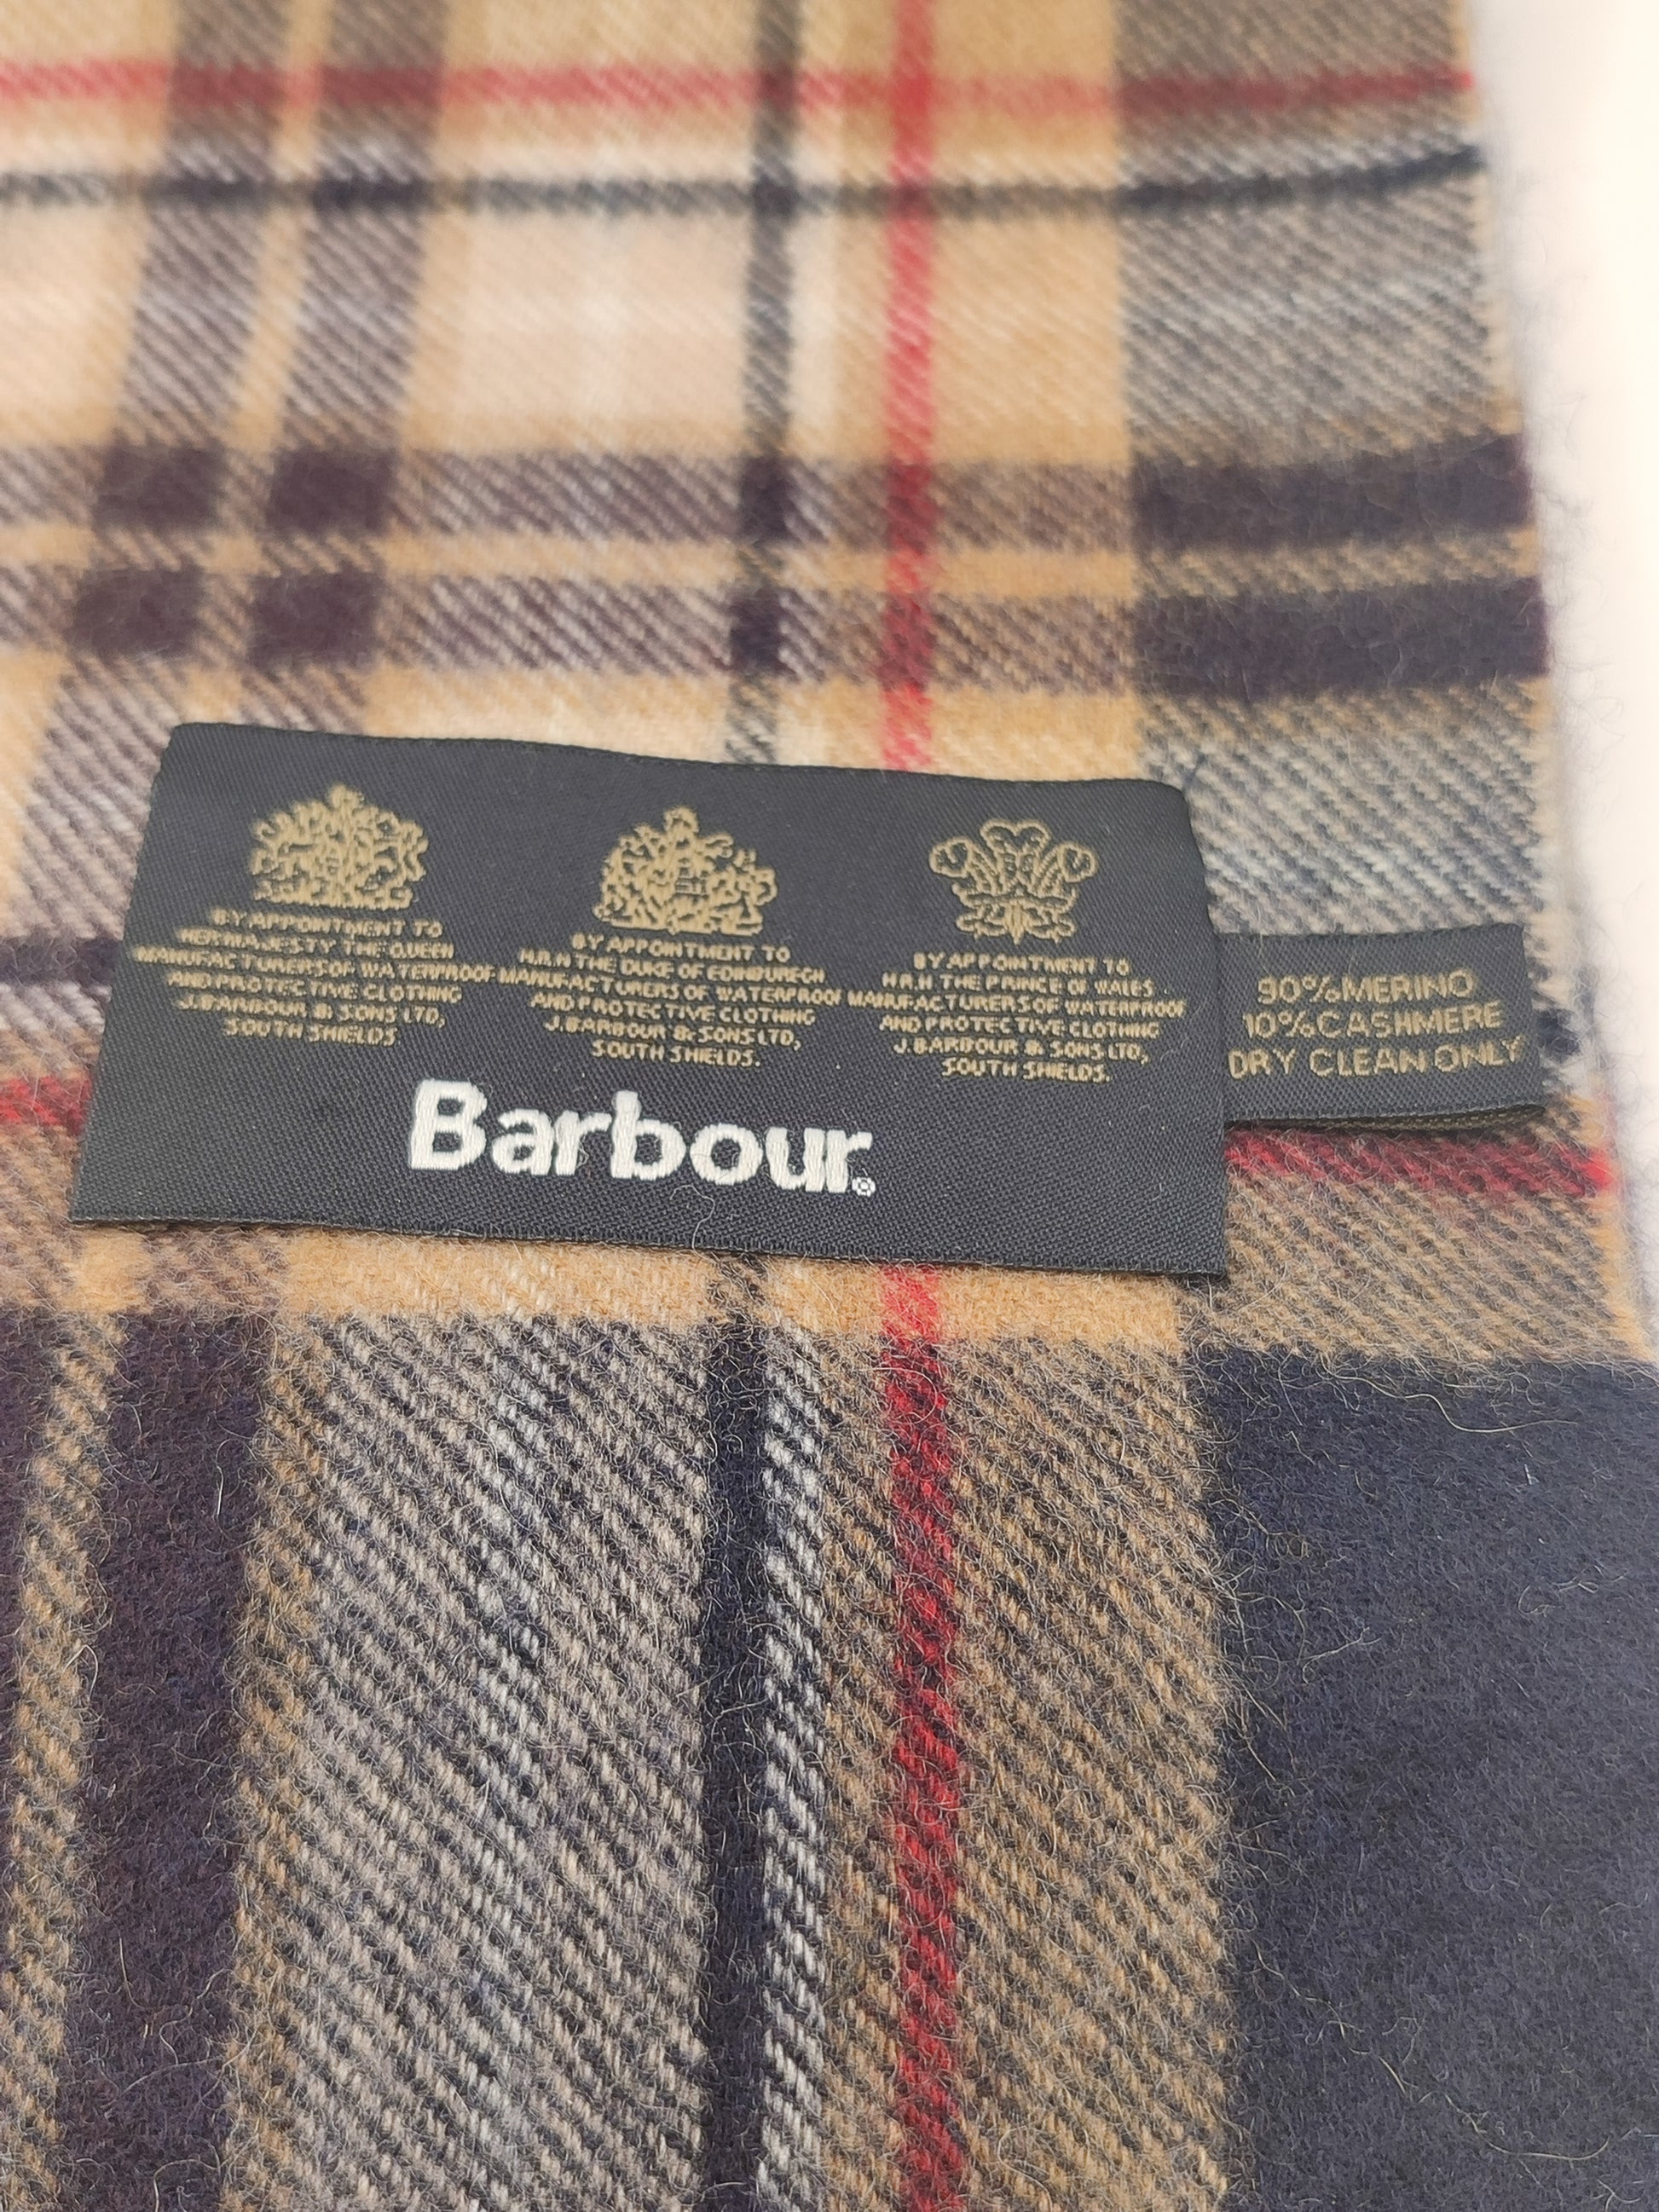 BY APPOINTMENT TO
HER MAJESTY THE QUEEN
MANUFACTURERS OF WATERPROOF
AND PROTECTIVE CLOTHING
J.BARBOUR & SONS LTD,
SOUTH SHIELDS.
BY APPOINTMENT TO
H.R.H THE DUKE OF EDINBURGH
MANUFACTURERS OF WATERPROOF
AND PROTECTIVE CLOTHING
J.BARBOUR & SONS LTD,
SOUTH SHIELDS.
BY APPOINTMENT TO
H.R.H THE PRINCE OF WALES
MANUFACTURERS OF WATERPROOF
AND PROTECTIVE CLOTHING
J.BARBOUR & SONS LTD,
SOUTH SHIELDS.
Barbour®
90%MERINO
10%CASHMERE
DRY CLEAN ONLY